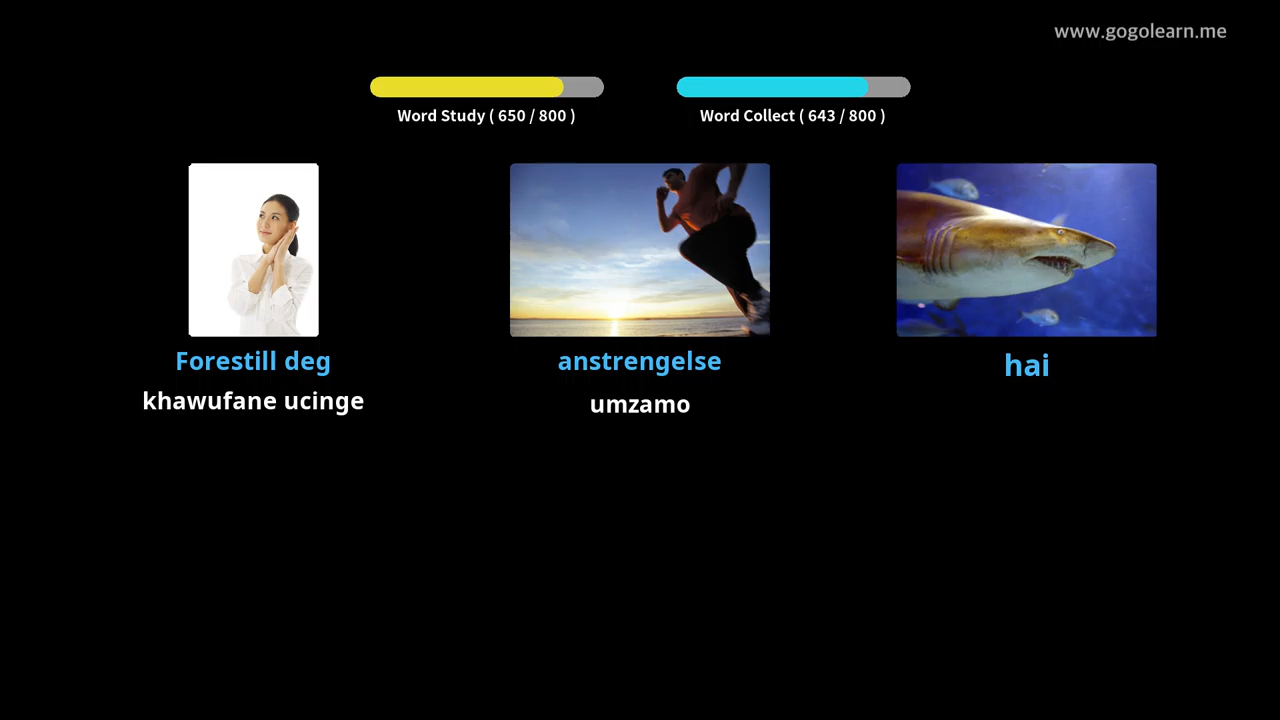 www.gogolearn.me
Word Study ( 650 / 800 )
Word Collect ( 643 / 800 )
Forestill deg
khawufane ucinge
anstrengelse
umzamo
hai